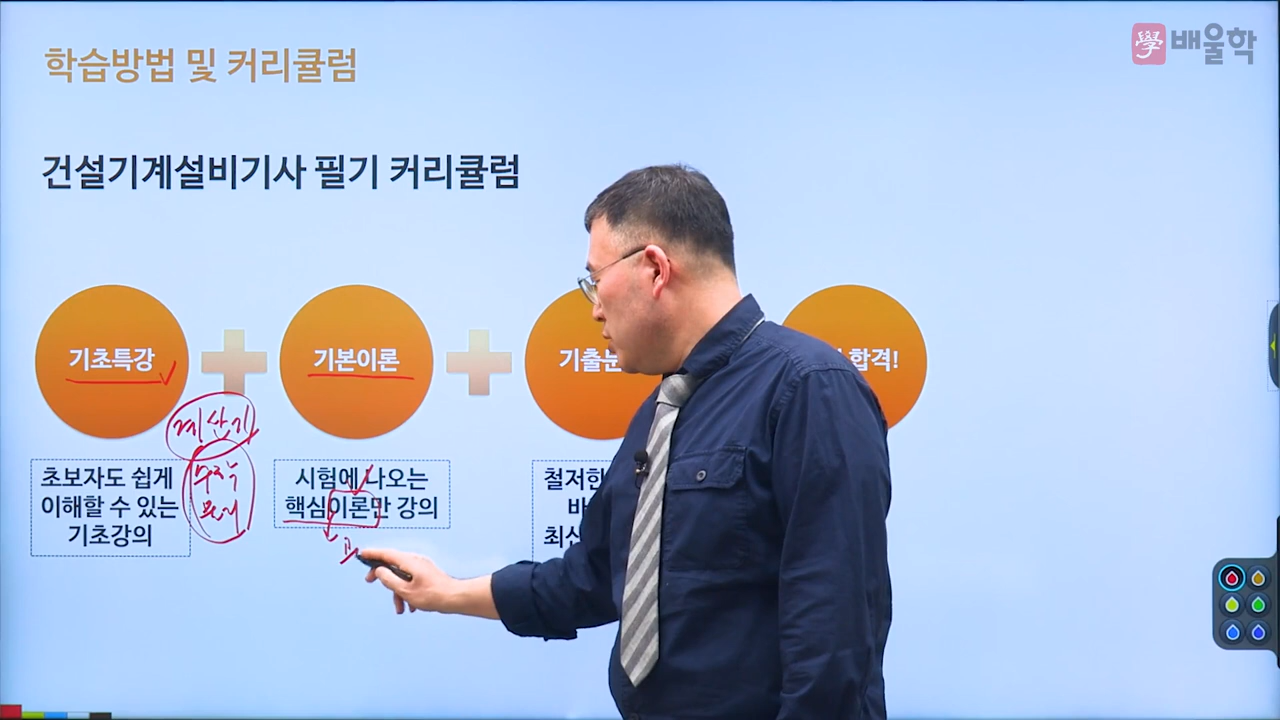 학습방법 및 커리큘럼
學 배울학
건설기계설비기사 필기 커리큘럼
기초특강
기본이론
기출분
합격!
계산기
초보자도 쉽게
이해할 수 있는
기초강의
시험에 나오는
핵심이론만 강의
철저한
바
최신